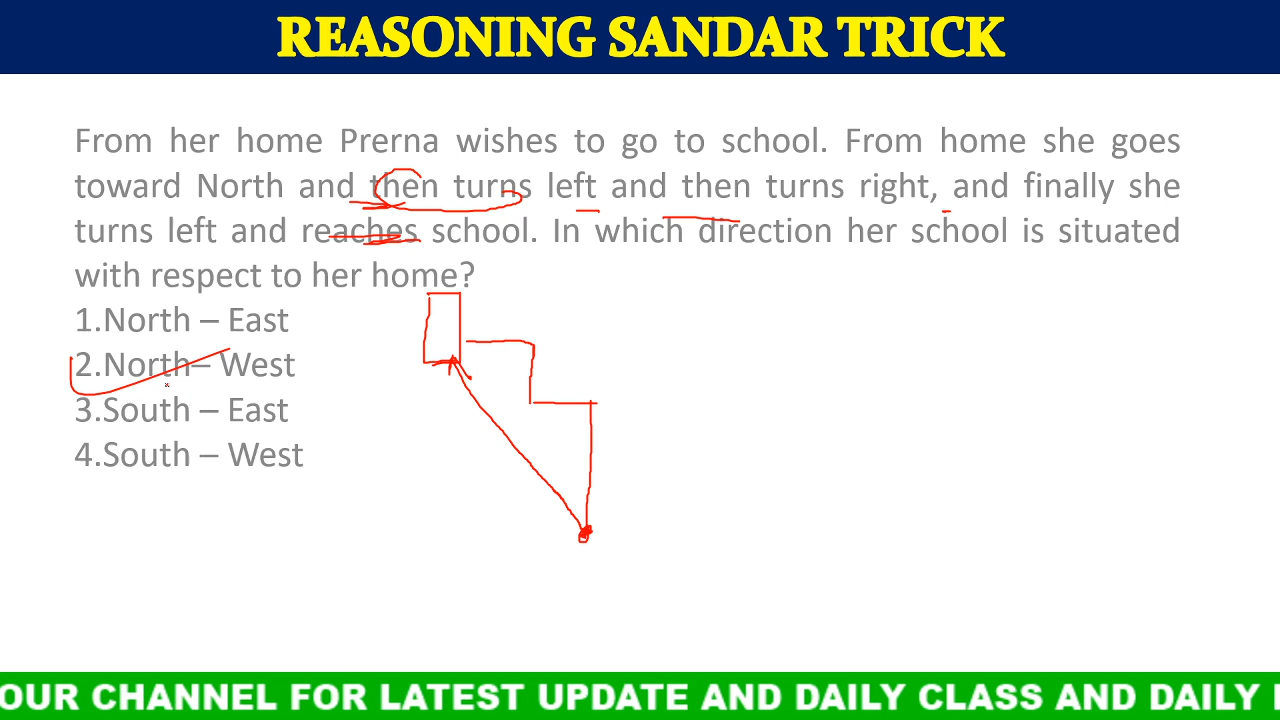 REASONING SANDAR TRICK
From her home Prerna wishes to go to school. From home she goes
toward North and then turns left and then turns right, and finally she
turns left and reaches school. In which direction her school is situated
with respect to her home?
1.North – East
2.North– West
3.South – East
4.South – West
OUR CHANNEL FOR LATEST UPDATE AND DAILY CLASS AND DAILY